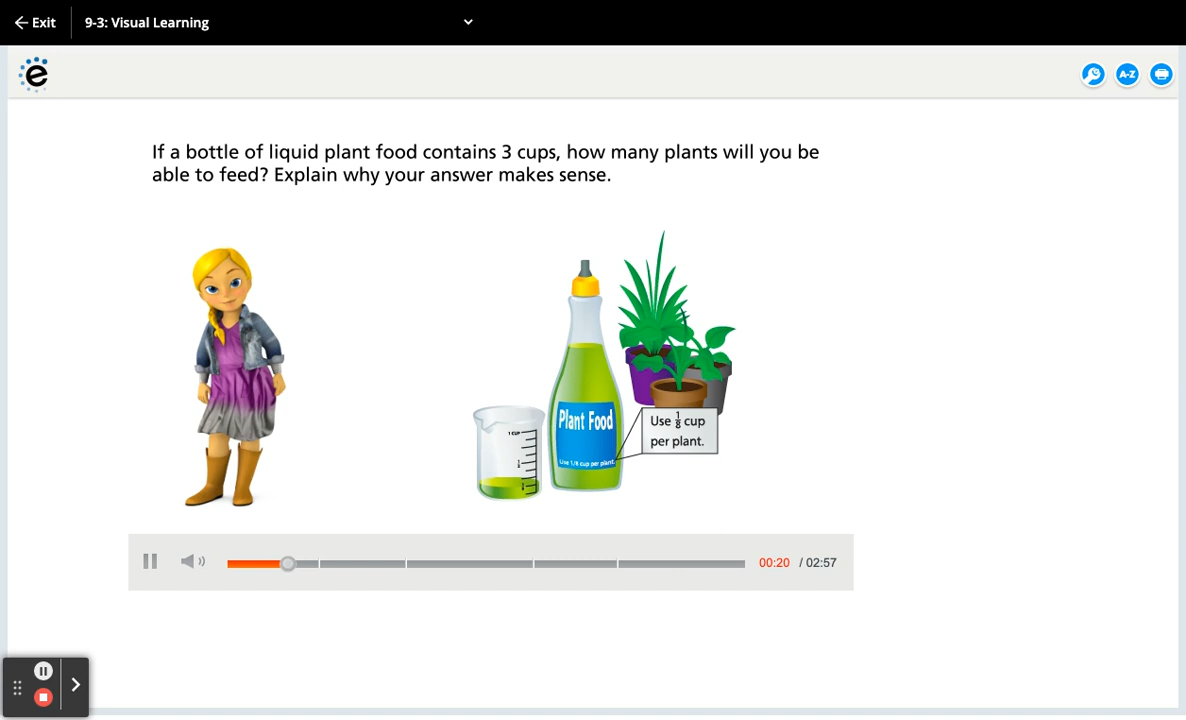 Exit
9-3: Visual Learning
e
A-Z
If a bottle of liquid plant food contains 3 cups, how many plants will you be
able to feed? Explain why your answer makes sense.
1 CUP
Plant Food
Use 1/8 cup per plant.
Use 1/8 cup
per plant.
00:20 / 02:57